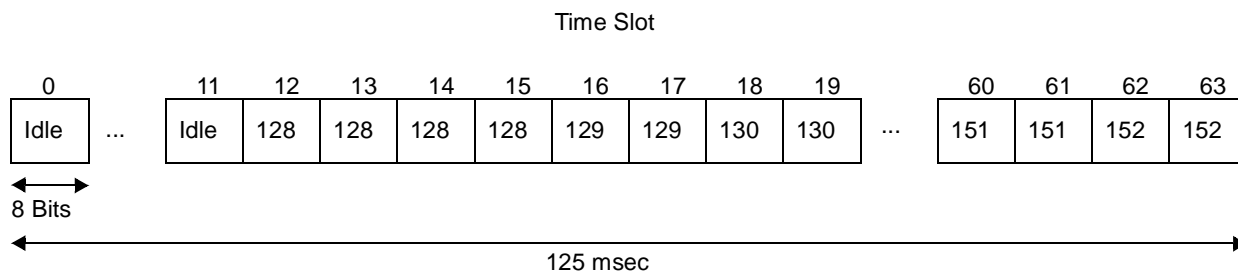 Time Slot
0 11 12 13 14 15 16 17 18 19 60 61 62 63
Idle ... Idle 128 128 128 128 129 129 130 130 ... 151 151 152 152
8 Bits
125 msec